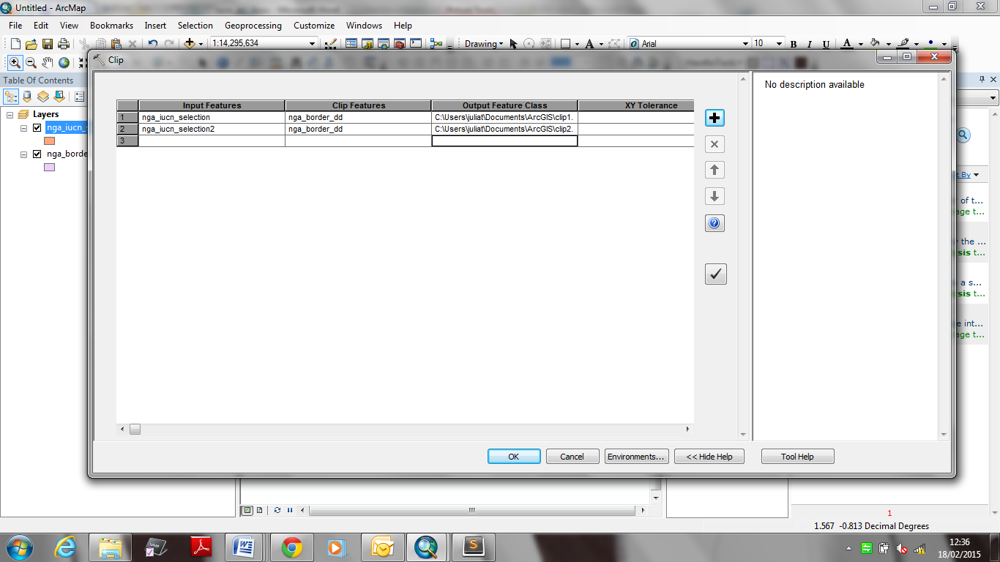 Untitled - ArcMap
File Edit View Bookmarks Insert Selection Geoprocessing Customize Windows Help
1:14,295,634 Drawing Arial 10 B I U A
Clip
Table Of Contents
Layers
nga_iucn_s
nga_borde
Input Features Clip Features Output Feature Class XY Tolerance
1 nga_iucn_selection nga_border_dd C:\Users\juliat\Documents\ArcGIS\clip1.
2 nga_iucn_selection2 nga_border_dd C:\Users\juliat\Documents\ArcGIS\clip2.
3
No description available
t By
of t...
age t...
the ...
sis t...
a s...
sis t...
e int...
age t...
OK Cancel Environments... << Hide Help Tool Help
1
1.567 -0.813 Decimal Degrees
12:36
18/02/2015